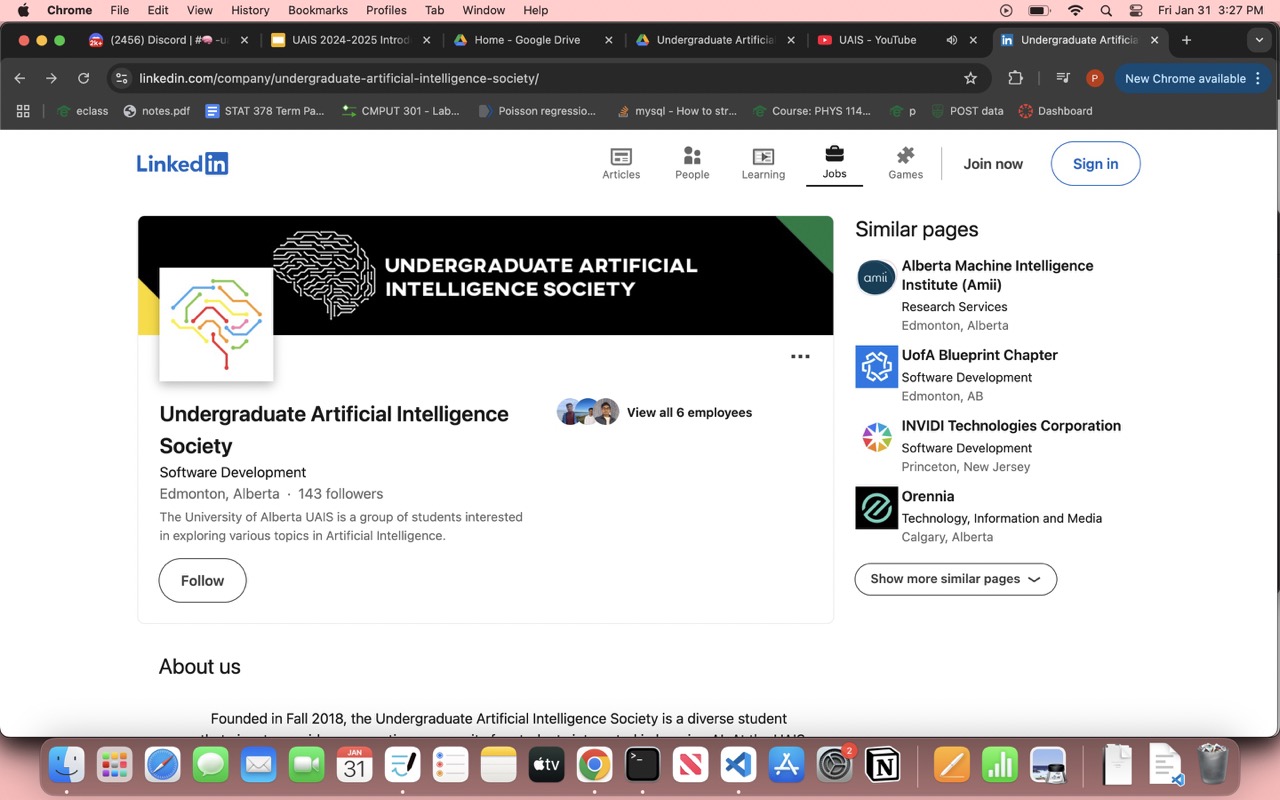 Chrome File Edit View History Bookmarks Profiles Tab Window Help Fri Jan 31 3:27 PM
(2456) Discord | #🧠-u UAIS 2024-2025 Introd Home - Google Drive Undergraduate Artificia UAIS - YouTube Undergraduate Artificia
linkedin.com/company/undergraduate-artificial-intelligence-society/ P New Chrome available
eclass notes.pdf STAT 378 Term Pa... CMPUT 301 - Lab... Poisson regressio... mysql - How to str... Course: PHYS 114... p POST data Dashboard
LinkedIn
Articles People Learning Jobs Games Join now Sign in
UNDERGRADUATE ARTIFICIAL
INTELLIGENCE SOCIETY
Undergraduate Artificial Intelligence
Society
View all 6 employees
Software Development
Edmonton, Alberta · 143 followers
The University of Alberta UAIS is a group of students interested
in exploring various topics in Artificial Intelligence.
Follow
About us
Founded in Fall 2018, the Undergraduate Artificial Intelligence Society is a diverse student
Similar pages
amii
Alberta Machine Intelligence
Institute (Amii)
Research Services
Edmonton, Alberta
UofA Blueprint Chapter
Software Development
Edmonton, AB
INVIDI Technologies Corporation
Software Development
Princeton, New Jersey
Orennia
Technology, Information and Media
Calgary, Alberta
Show more similar pages
JAN
31
tv
2